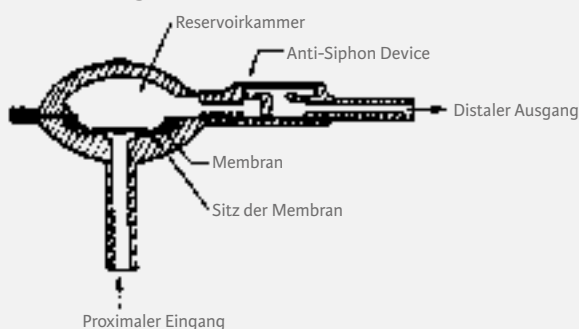 Reservoirkammer
Anti-Siphon Device
Distaler Ausgang
Membran
Sitz der Membran
Proximaler Eingang